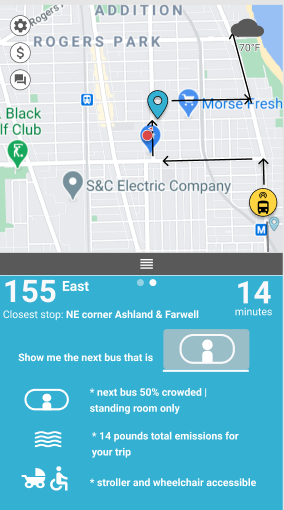 ADDITION
Rogers
ROGERS PARK
70°F
$
Black
lf Club
Morse Fresh
S&C Electric Company
M
155 East
14
minutes
Closest stop: NE corner Ashland & Farwell
Show me the next bus that is
* next bus 50% crowded |
standing room only
* 14 pounds total emissions for
your trip
* stroller and wheelchair accessible